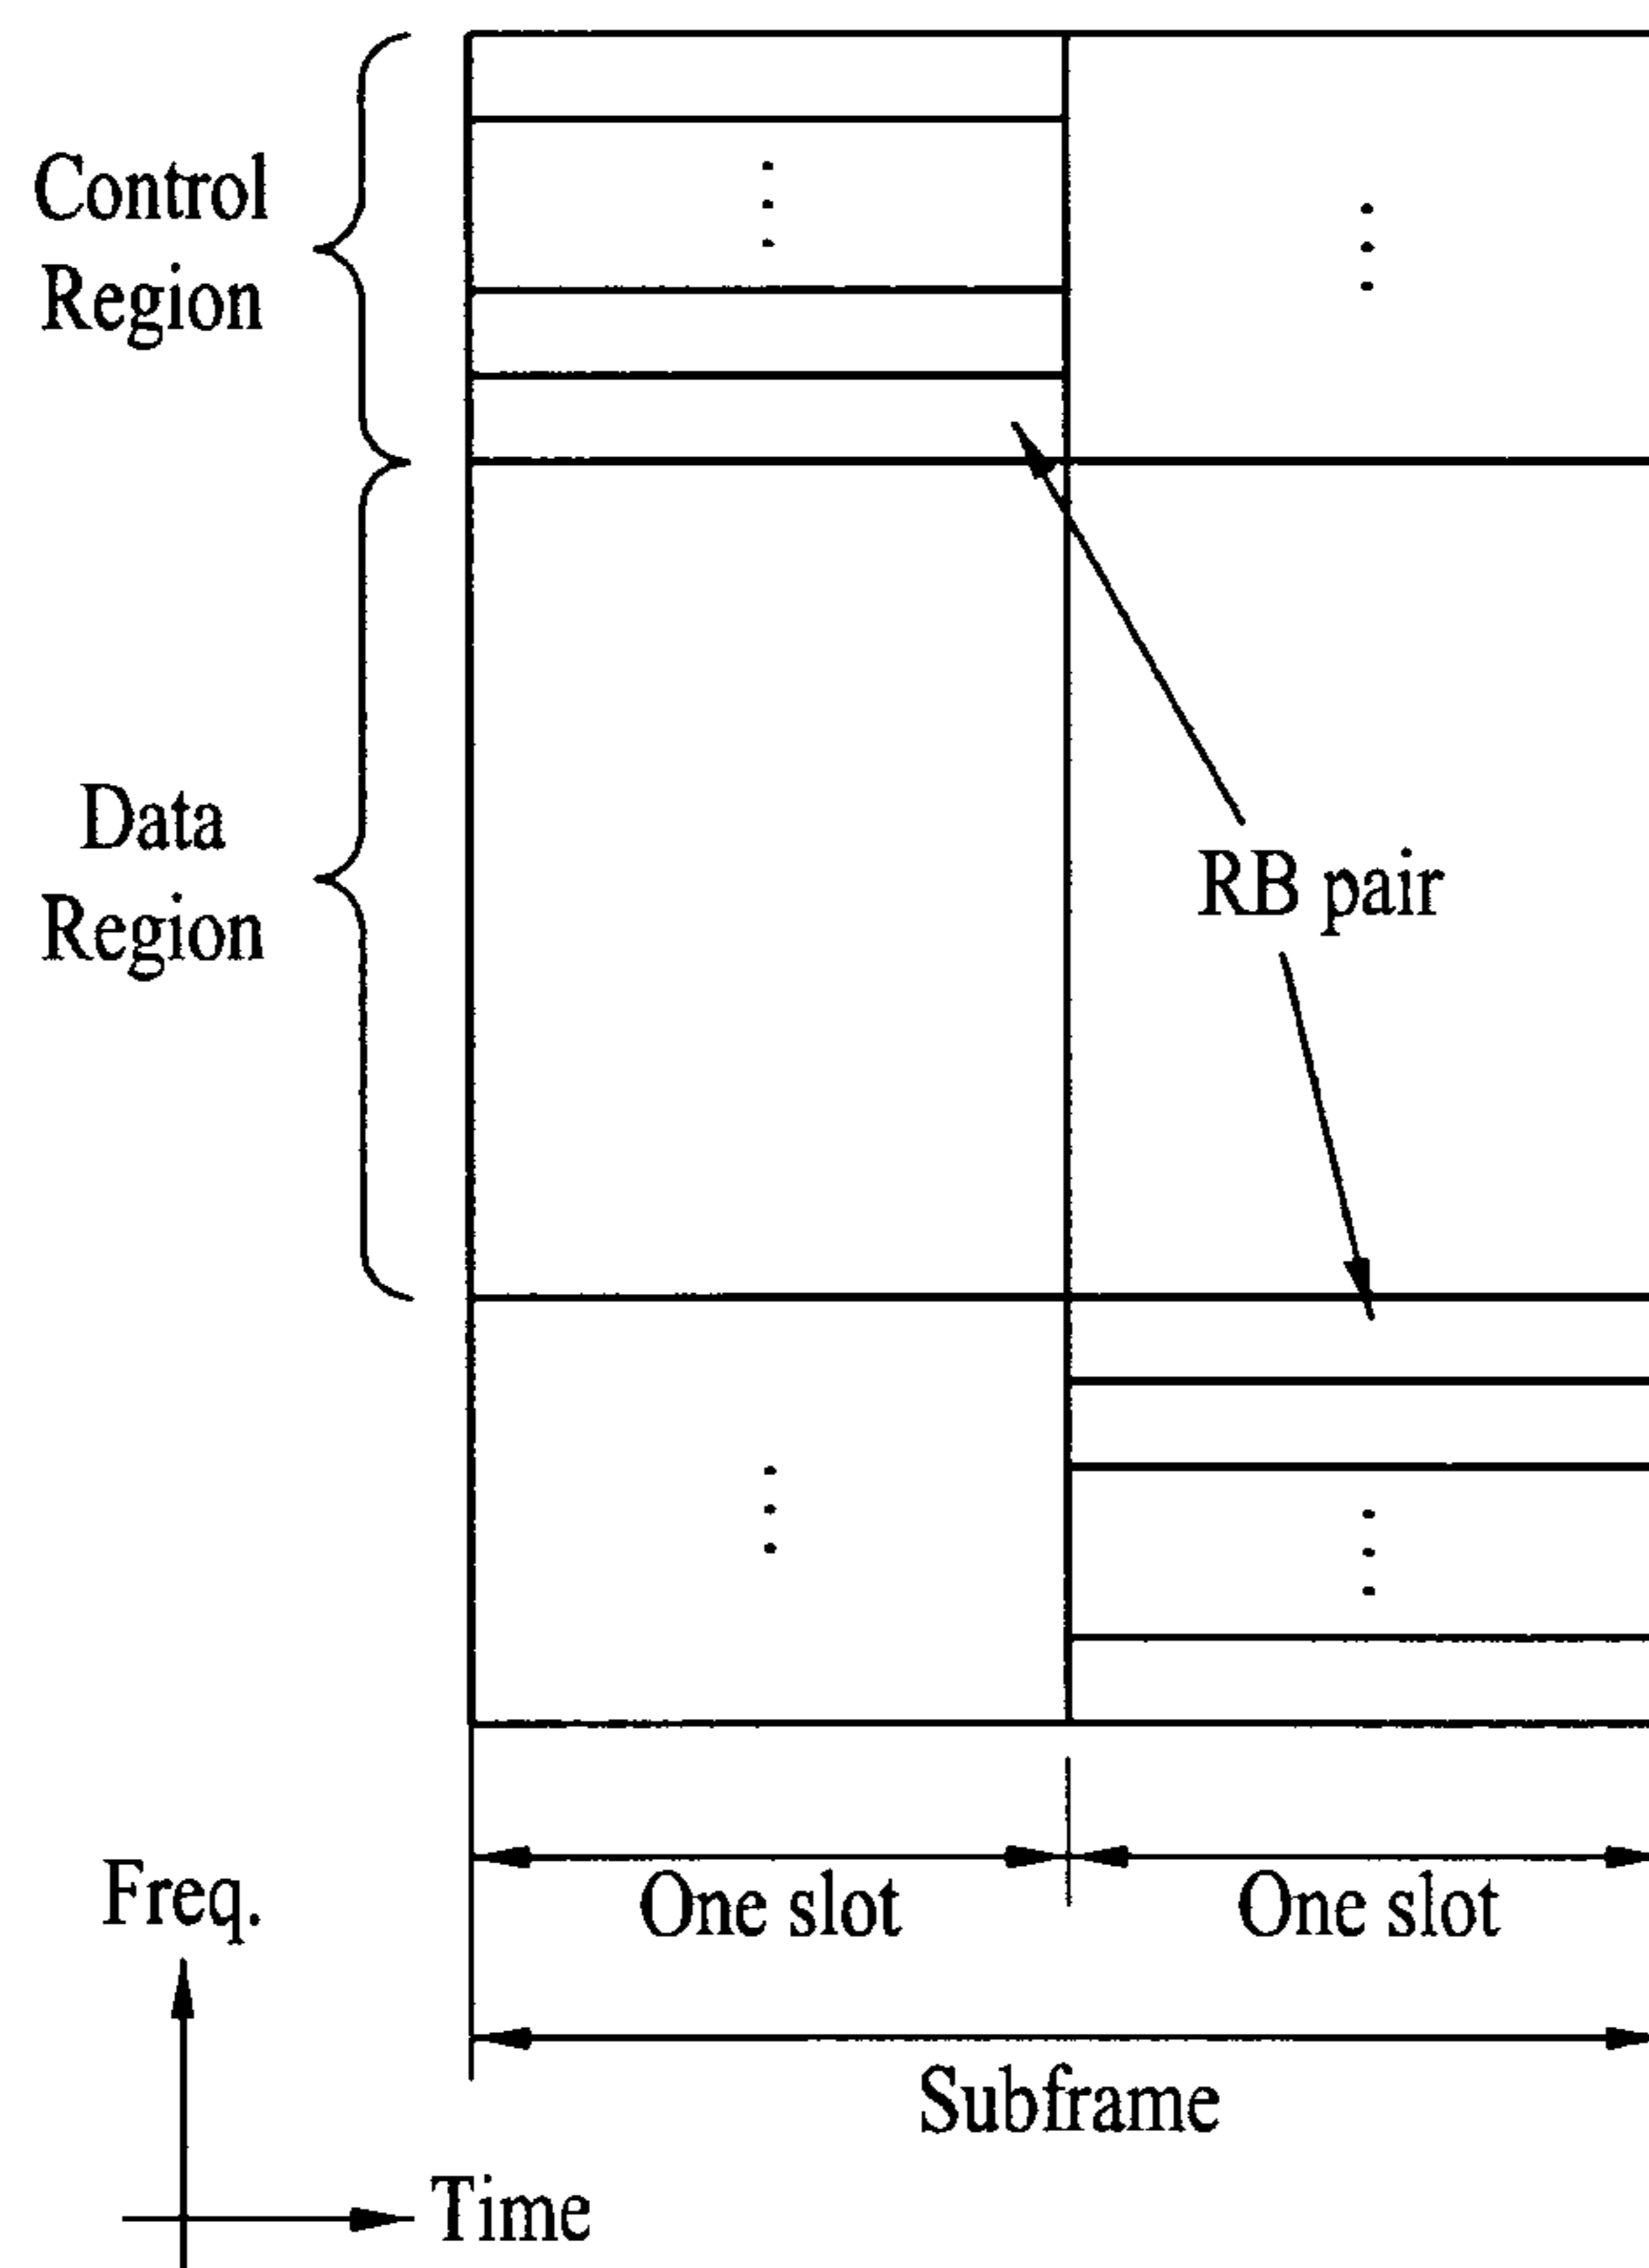 Control
Region
Data
Region
RB pair
One slot
One slot
Subframe
Freq.
Time